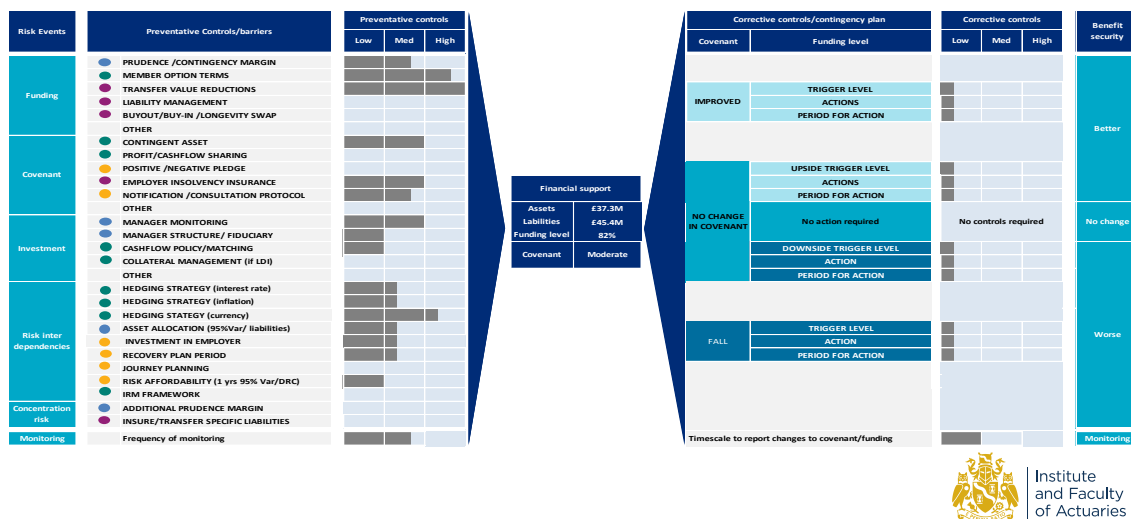 Risk Events
Preventative Controls/barriers
Preventative controls
Low Med High
Funding
PRUDENCE /CONTINGENCY MARGIN
MEMBER OPTION TERMS
TRANSFER VALUE REDUCTIONS
LIABILITY MANAGEMENT
BUYOUT/BUY-IN /LONGEVITY SWAP
OTHER
Covenant
CONTINGENT ASSET
PROFIT/CASHFLOW SHARING
POSITIVE /NEGATIVE PLEDGE
EMPLOYER INSOLVENCY INSURANCE
NOTIFICATION /CONSULTATION PROTOCOL
OTHER
Investment
MANAGER MONITORING
MANAGER STRUCTURE/ FIDUCIARY
CASHFLOW POLICY/MATCHING
COLLATERAL MANAGEMENT (if LDI)
OTHER
Risk inter
dependencies
HEDGING STRATEGY (interest rate)
HEDGING STRATEGY (inflation)
HEDGING STATEGY (currency)
ASSET ALLOCATION (95%Var/ liabilities)
INVESTMENT IN EMPLOYER
RECOVERY PLAN PERIOD
JOURNEY PLANNING
RISK AFFORDABILITY (1 yrs 95% Var/DRC)
IRM FRAMEWORK
Concentration
risk
ADDITIONAL PRUDENCE MARGIN
INSURE/TRANSFER SPECIFIC LIABILITIES
Monitoring
Frequency of monitoring
Financial support
Assets £37.3M
Labilities £45.4M
Funding level 82%
Covenant Moderate
Corrective controls/contingency plan
Covenant Funding level
Corrective controls
Low Med High
Benefit
security
IMPROVED
TRIGGER LEVEL
ACTIONS
PERIOD FOR ACTION
Better
NO CHANGE
IN COVENANT
UPSIDE TRIGGER LEVEL
ACTIONS
PERIOD FOR ACTION
No action required
No controls required
No change
DOWNSIDE TRIGGER LEVEL
ACTION
PERIOD FOR ACTION
Worse
FALL
TRIGGER LEVEL
ACTION
PERIOD FOR ACTION
Timescale to report changes to covenant/funding
Monitoring
Institute
and Faculty
of Actuaries